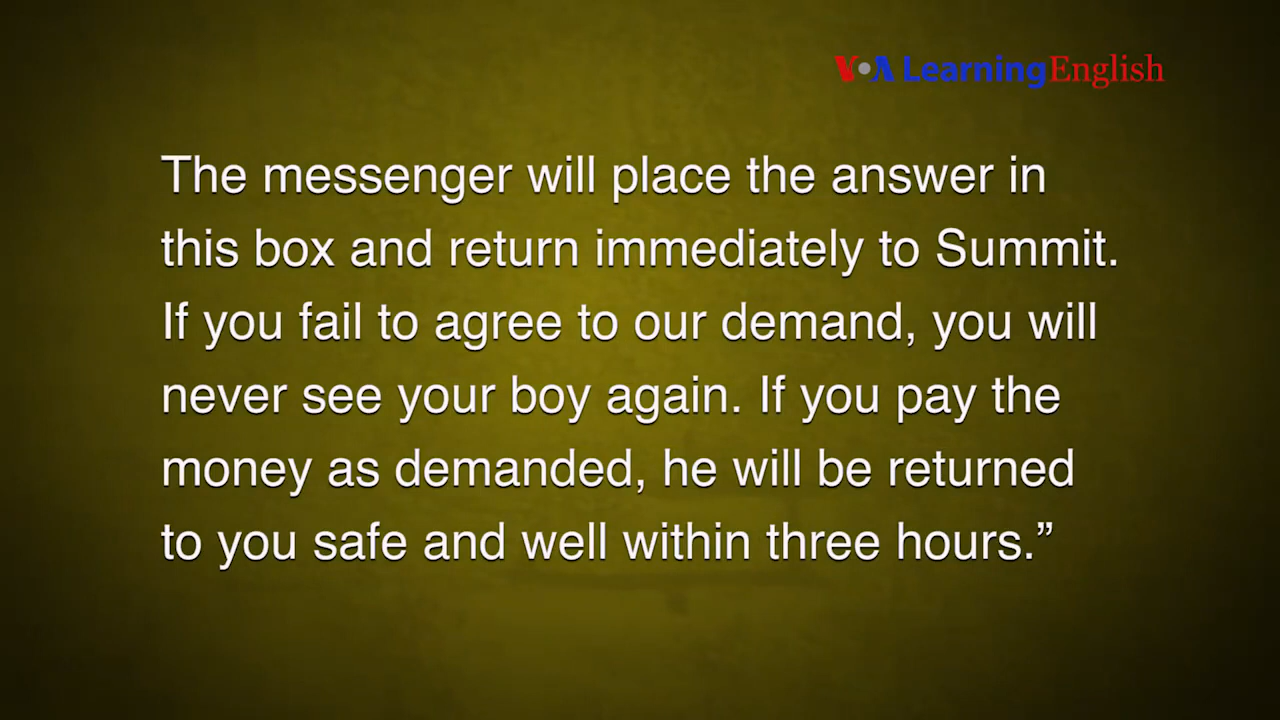 VOA Learning English
The messenger will place the answer in
this box and return immediately to Summit.
If you fail to agree to our demand, you will
never see your boy again. If you pay the
money as demanded, he will be returned
to you safe and well within three hours.”